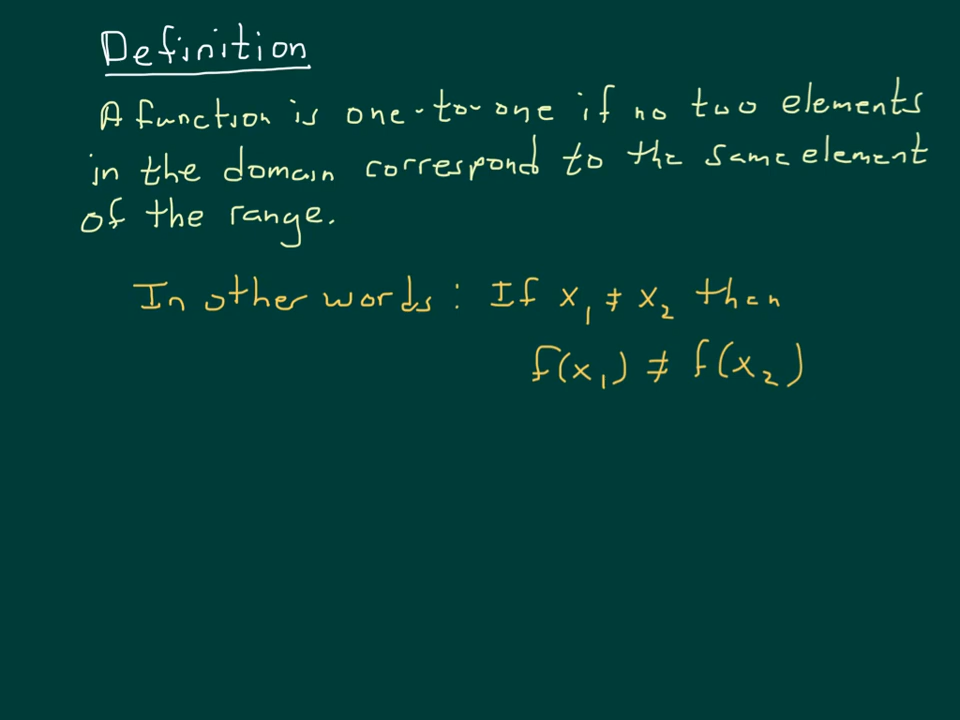 Definition
A function is one-to-one if no two elements
in the domain correspond to the same element
of the range.
In other words: If x₁ ≠ x₂ then
f(x₁) ≠ f(x₂)